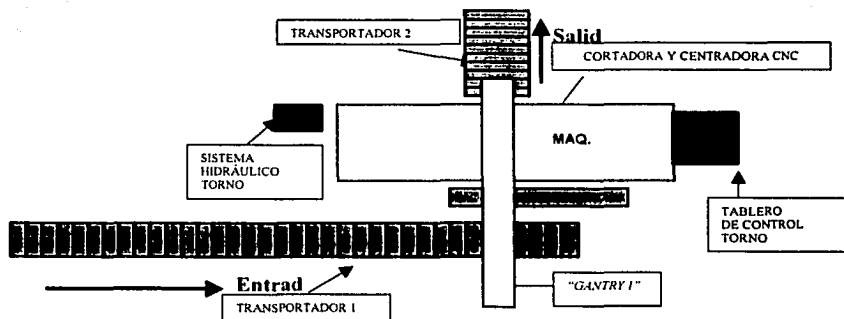 TRANSPORTADOR 2
Salid
CORTADORA Y CENTRADORA CNC
MAQ.
SISTEMA
HIDRÁULICO
TORNO
TABLERO
DE CONTROL
TORNO
Entrad
"GANTRY 1"
TRANSPORTADOR 1